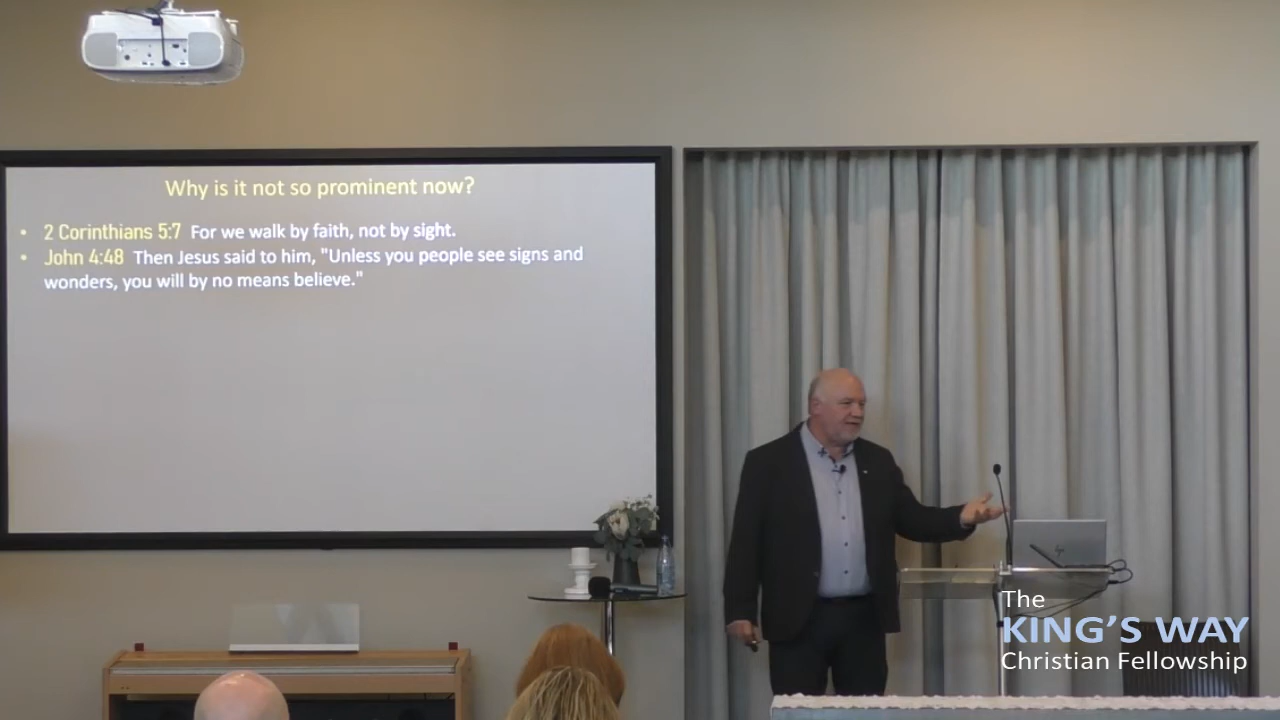 Why is it not so prominent now?
• 2 Corinthians 5:7 For we walk by faith, not by sight.
• John 4:48 Then Jesus said to him, "Unless you people see signs and
wonders, you will by no means believe."
hp
The
KING'S WAY
Christian Fellowship